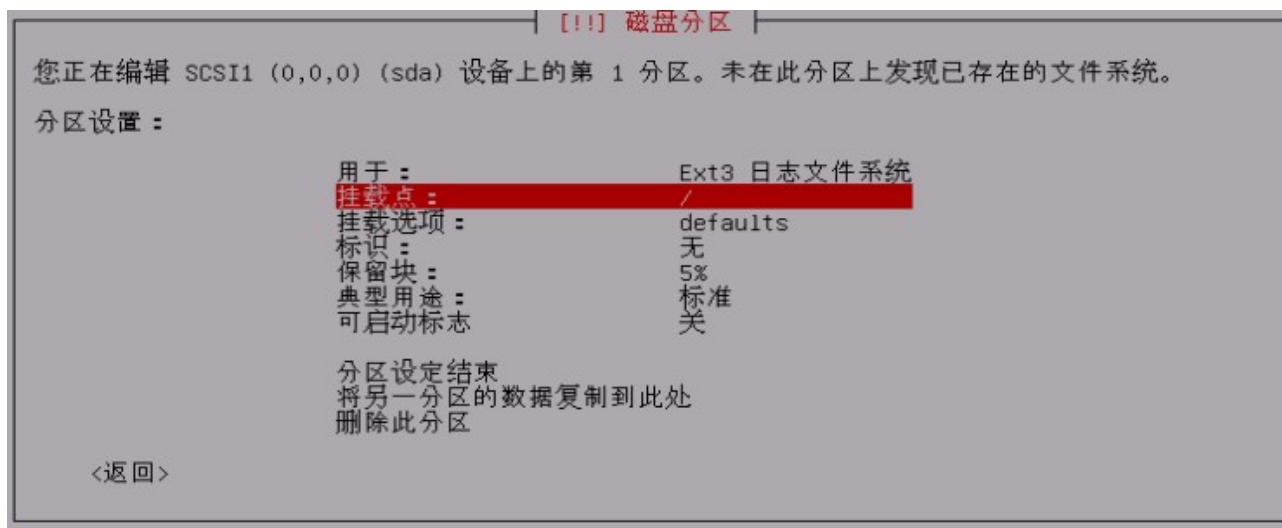 [!!] 磁盘分区
您正在编辑 SCSI1 (0,0,0) (sda) 设备上的第 1 分区。未在此分区上发现已存在的文件系统。
分区设置：
用于： Ext3 日志文件系统
挂载点： /
挂载选项： defaults
标识： 无
保留块： 5%
典型用途： 标准
可启动标志 关
分区设定结束
将另一分区的数据复制到此处
删除此分区
<返回>